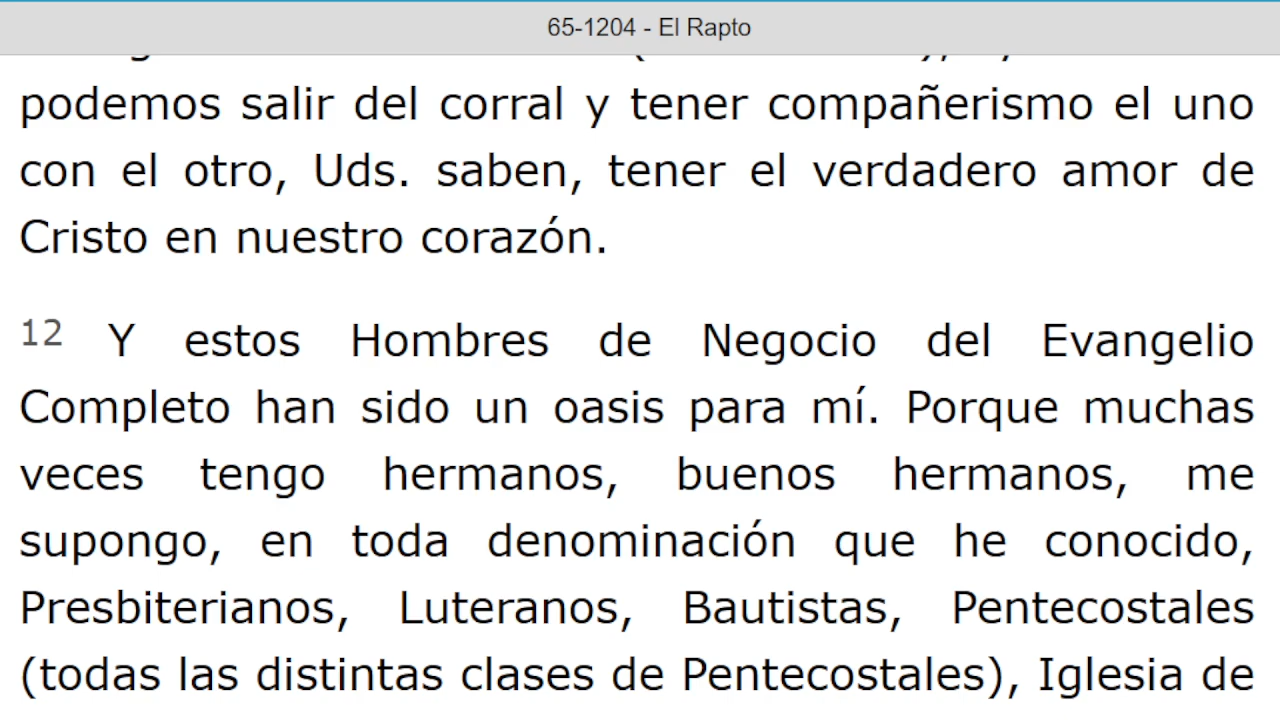 65-1204 - El Rapto
podemos salir del corral y tener compañerismo el uno
con el otro, Uds. saben, tener el verdadero amor de
Cristo en nuestro corazón.
12 Y estos Hombres de Negocio del Evangelio
Completo han sido un oasis para mí. Porque muchas
veces tengo hermanos, buenos hermanos, me
supongo, en toda denominación que he conocido,
Presbiterianos, Luteranos, Bautistas, Pentecostales
(todas las distintas clases de Pentecostales), Iglesia de